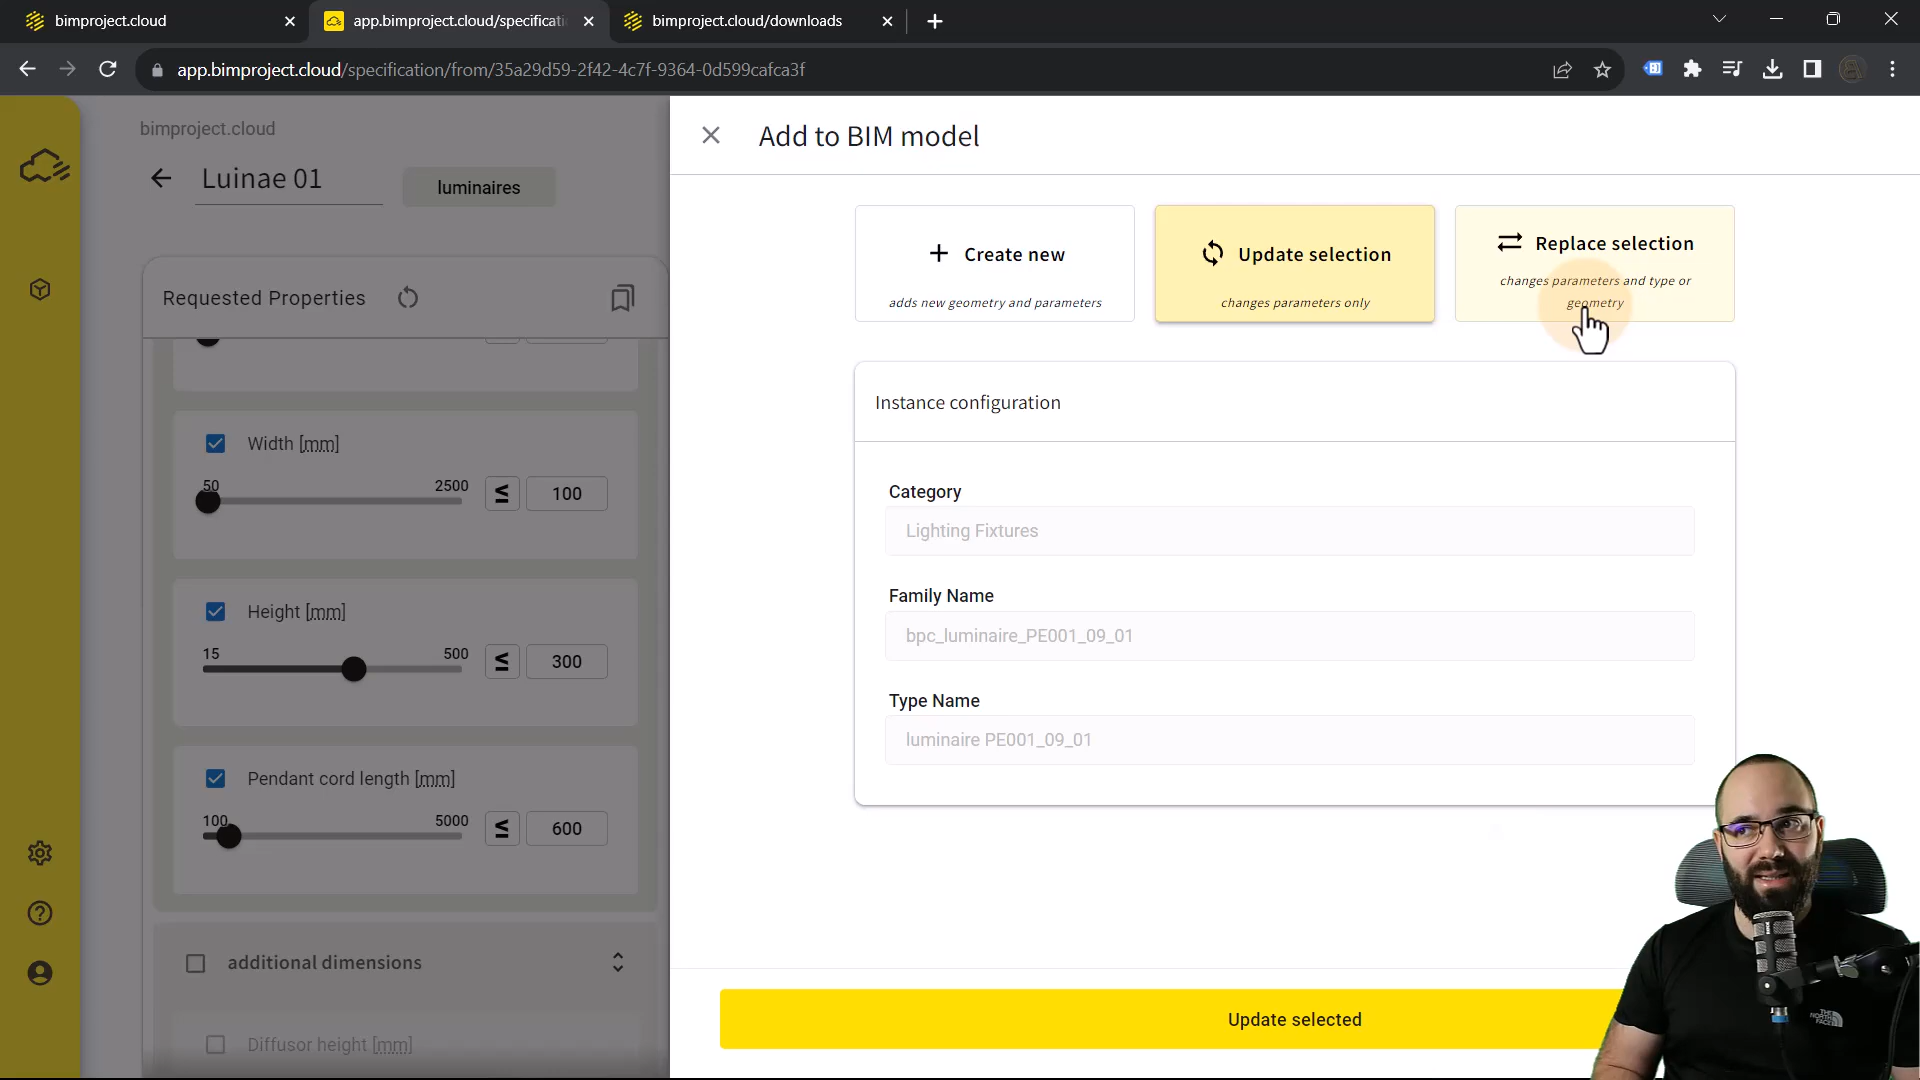 bimproject.cloud
app.bimproject.cloud/specificati
bimproject.cloud/downloads
app.bimproject.cloud/specification/from/35a29d59-2f42-4c7f-9364-0d599cafca3f
bimproject.cloud
Luinae 01
luminaires
Requested Properties
Width [mm]
50
2500
≤
100
Height [mm]
15
500
≤
300
Pendant cord length [mm]
100
5000
≤
600
additional dimensions
Diffusor height [mm]
Add to BIM model
Create new
adds new geometry and parameters
Update selection
changes parameters only
Replace selection
changes parameters and type or
geometry
Instance configuration
Category
Lighting Fixtures
Family Name
bpc_luminaire_PE001_09_01
Type Name
luminaire PE001_09_01
Update selected
THE
NORTH
FACE